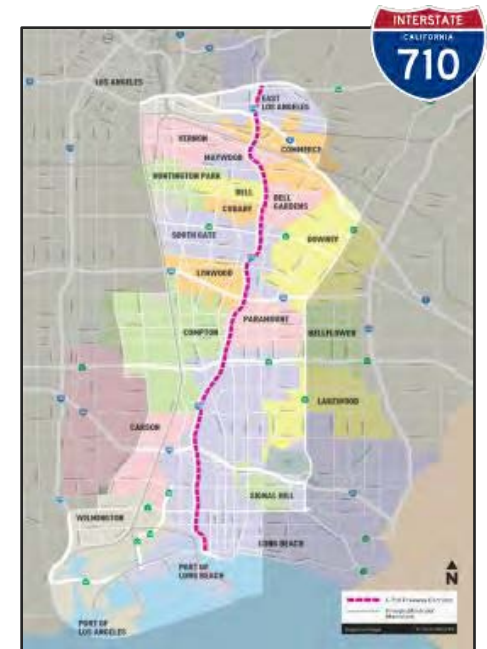 INTERSTATE
CALIFORNIA
710
LOS ANGELES
EAST
LOS ANGELES
VERNON
COMMERCE
MAYWOOD
HUNTINGTON PARK
BELL
BELL
GARDENS
CUDAHY
SOUTH GATE
DOWNEY
LYNWOOD
PARAMOUNT
COMPTON
BELLFLOWER
LAKEWOOD
CARSON
SIGNAL HILL
WILMINGTON
LONG BEACH
PORT OF
LONG BEACH
PORT OF
LOS ANGELES
N